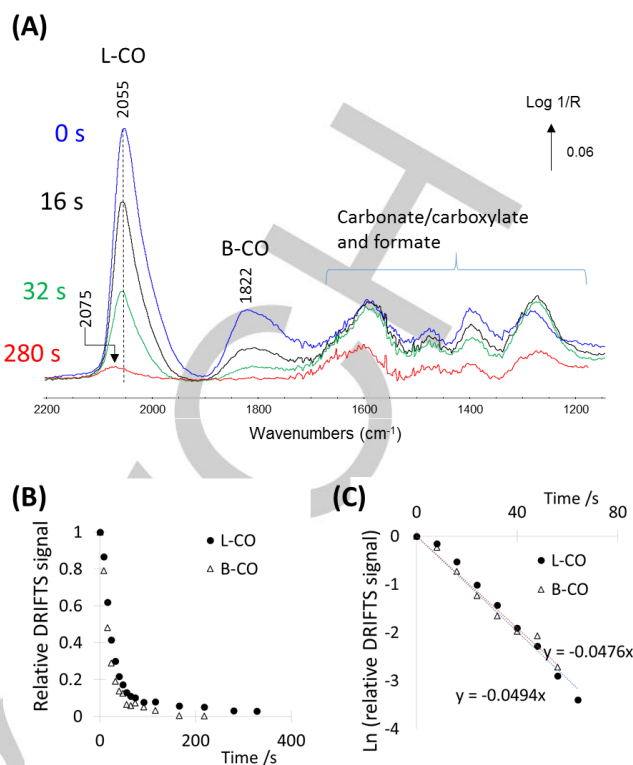 (A)
L-CO
2055
0 s
Log 1/R
0.06
16 s
Carbonate/carboxylate
and formate
B-CO
1822
32 s
2075
280 s
2200 2000 1800 1600 1400 1200
Wavenumbers (cm-1)
(B)
Relative DRIFTS signal
1
0.8
0.6
0.4
0.2
0
L-CO
B-CO
0 200 400
Time /s
(C)
Time /s
0 40 80
Ln (relative DRIFTS signal)
0
-1
-2
-3
-4
L-CO
B-CO
y = -0.0476x
y = -0.0494x